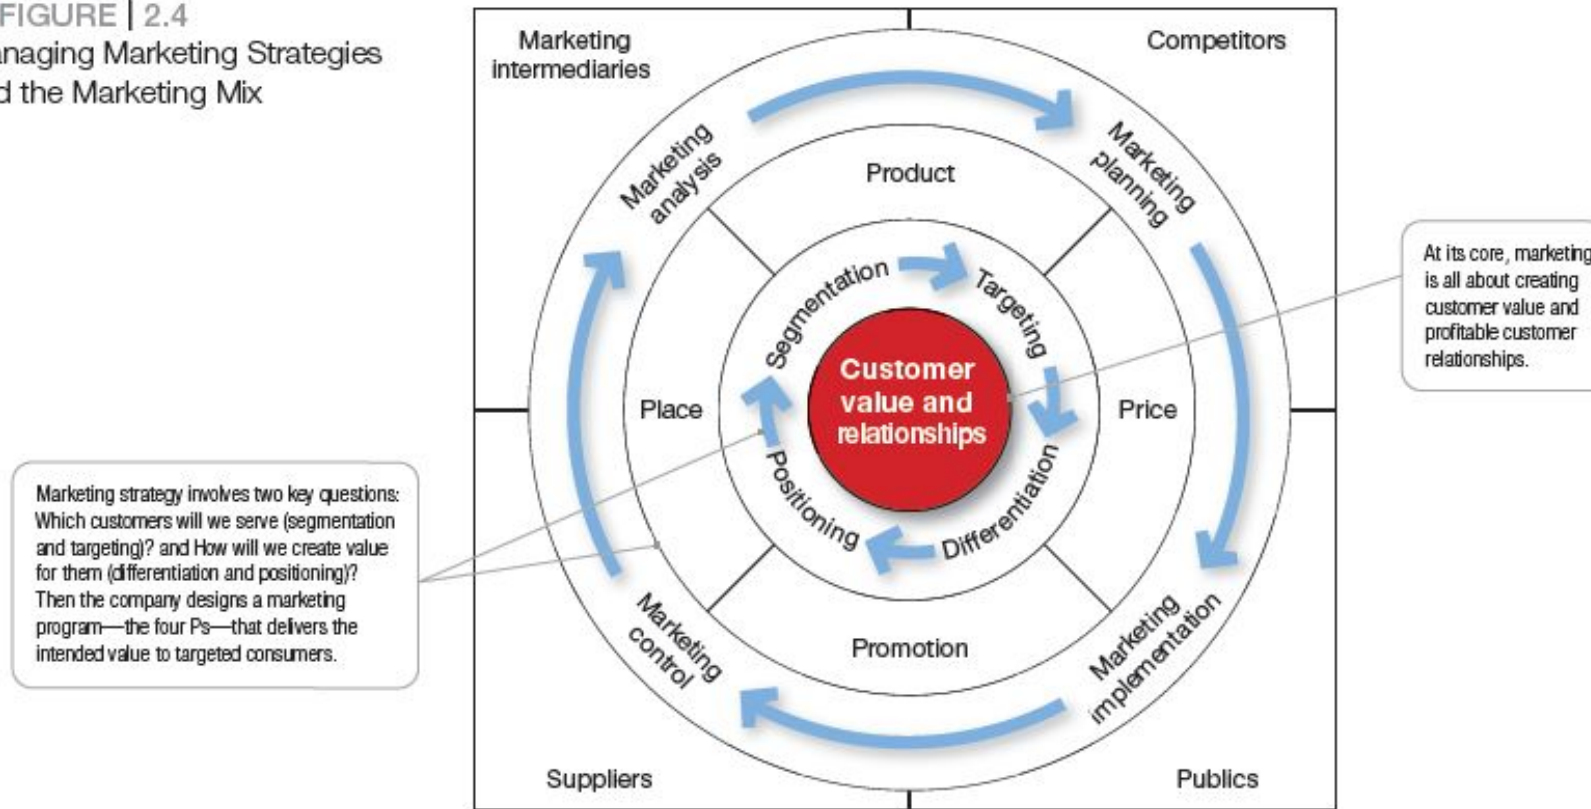 FIGURE | 2.4
naging Marketing Strategies
d the Marketing Mix
Marketing
intermediaries
Competitors
Marketing
analysis
Marketing
planning
Product
Segmentation
Targeting
Customer
value and
relationships
Place
Price
Positioning
Differentiation
Promotion
Marketing
control
Marketing
implementation
Suppliers
Publics
At its core, marketing
is all about creating
customer value and
profitable customer
relationships.
Marketing strategy involves two key questions:
Which customers will we serve (segmentation
and targeting)? and How will we create value
for them (differentiation and positioning)?
Then the company designs a marketing
program—the four Ps—that delivers the
intended value to targeted consumers.